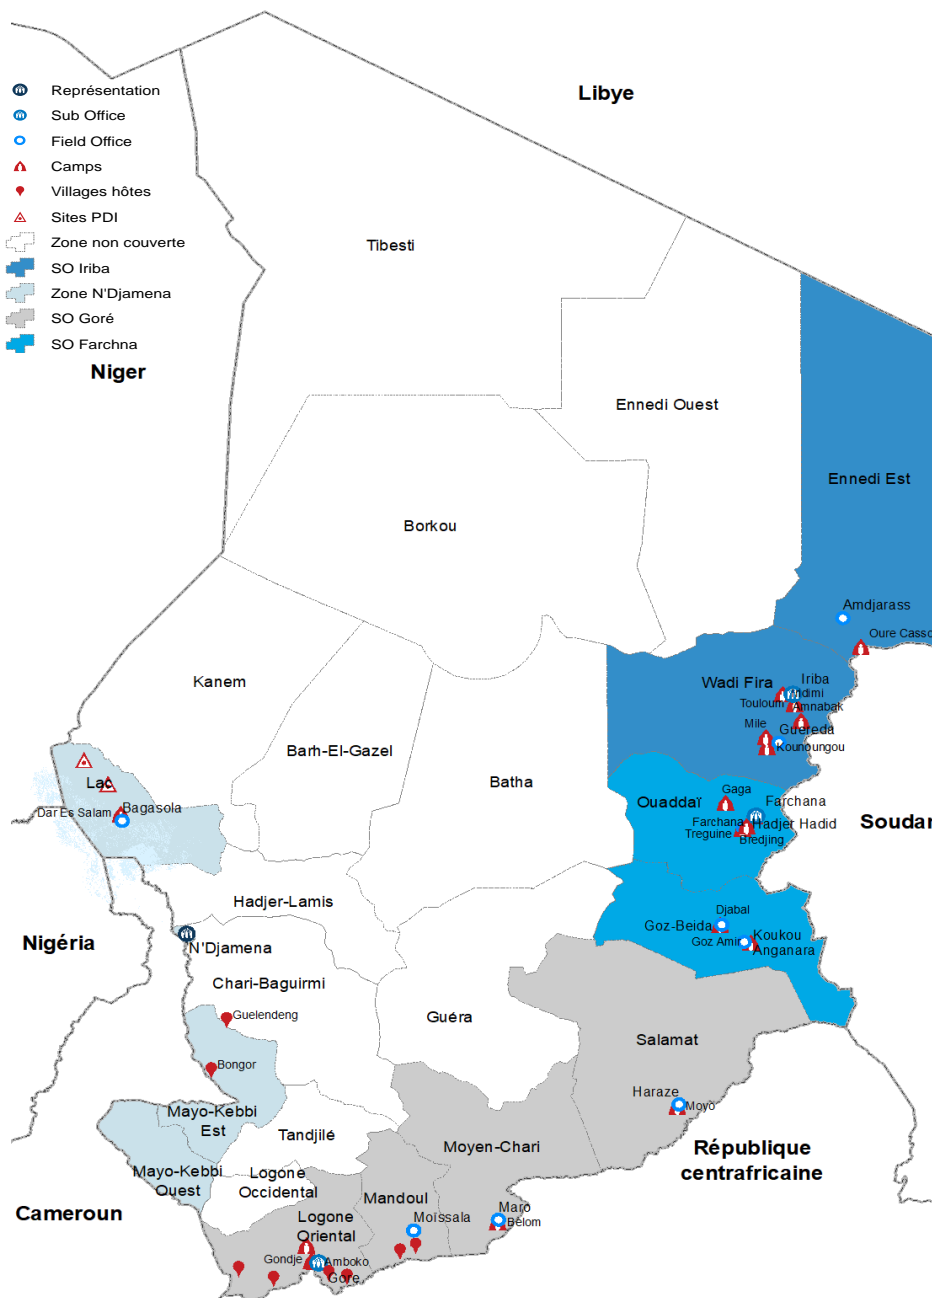 Libye
Représentation
Sub Office
Field Office
Camps
Villages hôtes
Sites PDI
Zone non couverte
SO Iriba
Zone N'Djamena
SO Goré
SO Farchna
Niger
Tibesti
Ennedi Ouest
Ennedi Est
Borkou
Amdjarass
Oure Casso
Kanem
Wadi Fira
Iriba
Touloum
Amnabak
Mile
Guereda
Kounoungou
Barh-El-Gazel
Batha
Lac
Dar Es Salam
Bagasola
Ouaddaï
Gaga
Farchana
Farchana
Hadjer Hadid
Treguine
Bredjing
Soudan
Hadjer-Lamis
Djabal
Goz-Beida
Goz Amir
Koukou
Anganara
Nigéria
N'Djamena
Chari-Baguirmi
Guelendeng
Guéra
Salamat
Bongor
Haraze
Moyo
Mayo-Kebbi
Est
Tandjilé
Moyen-Chari
République
centrafricaine
Mayo-Kebbi
Ouest
Logone
Occidental
Mandoul
Cameroun
Logone
Oriental
Moïssala
Maro
Belom
Gondje
Amboko
Gore